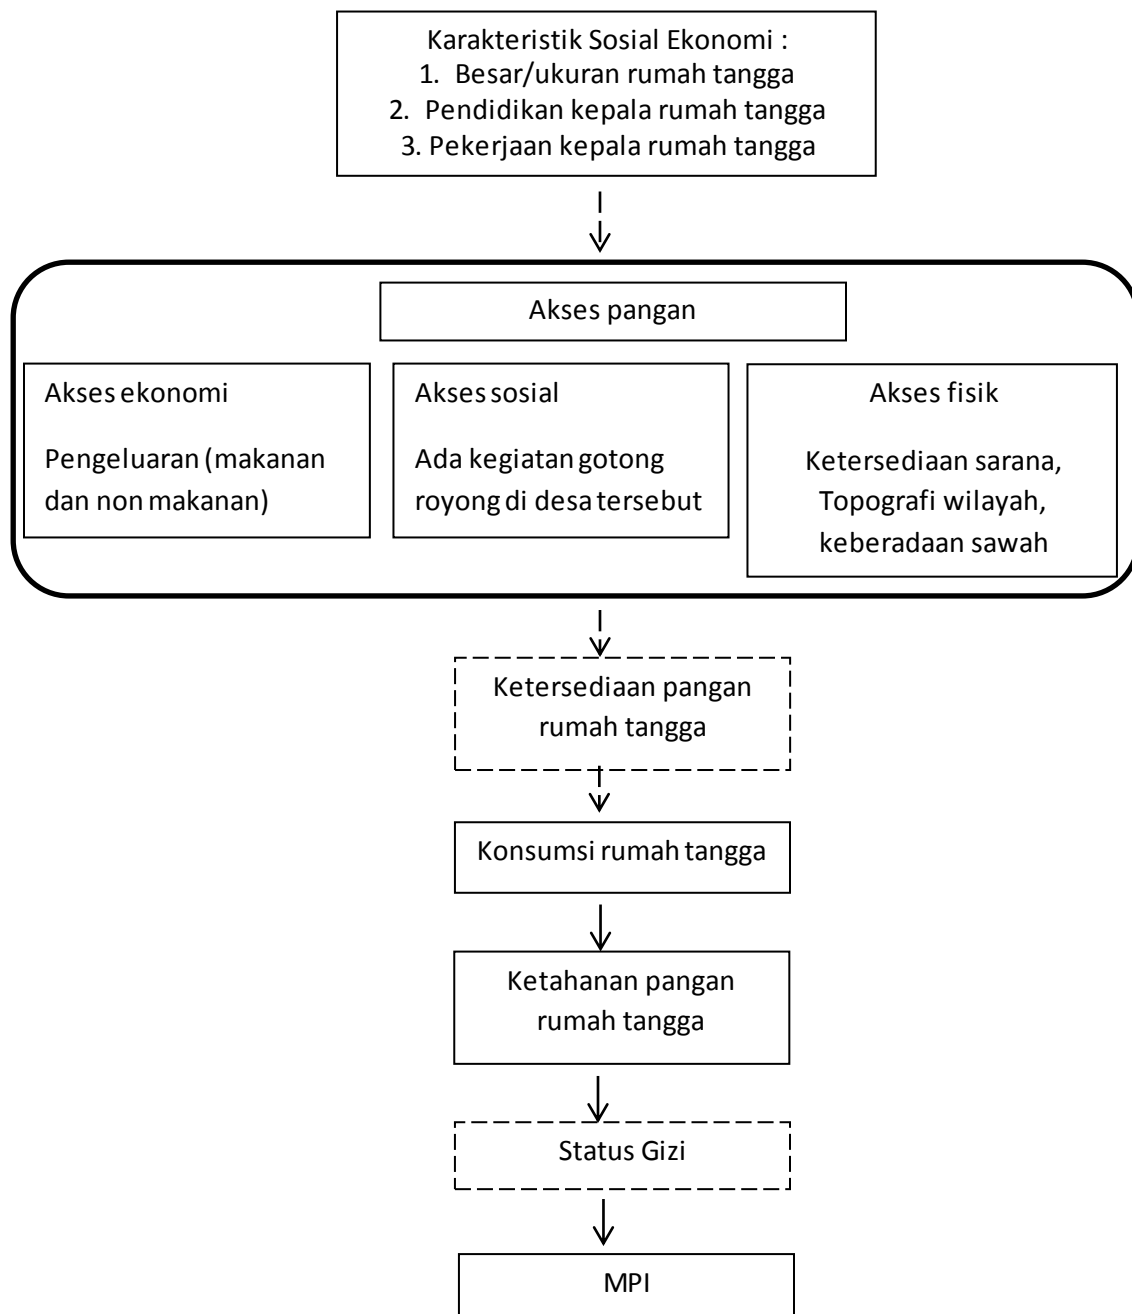 Karakteristik Sosial Ekonomi :
1. Besar/ukuran rumah tangga
2. Pendidikan kepala rumah tangga
3. Pekerjaan kepala rumah tangga
Akses pangan
Akses ekonomi
Pengeluaran (makanan
dan non makanan)
Akses sosial
Ada kegiatan gotong
royong di desa tersebut
Akses fisik
Ketersediaan sarana,
Topografi wilayah,
keberadaan sawah
Ketersediaan pangan
rumah tangga
Konsumsi rumah tangga
Ketahanan pangan
rumah tangga
Status Gizi
MPI